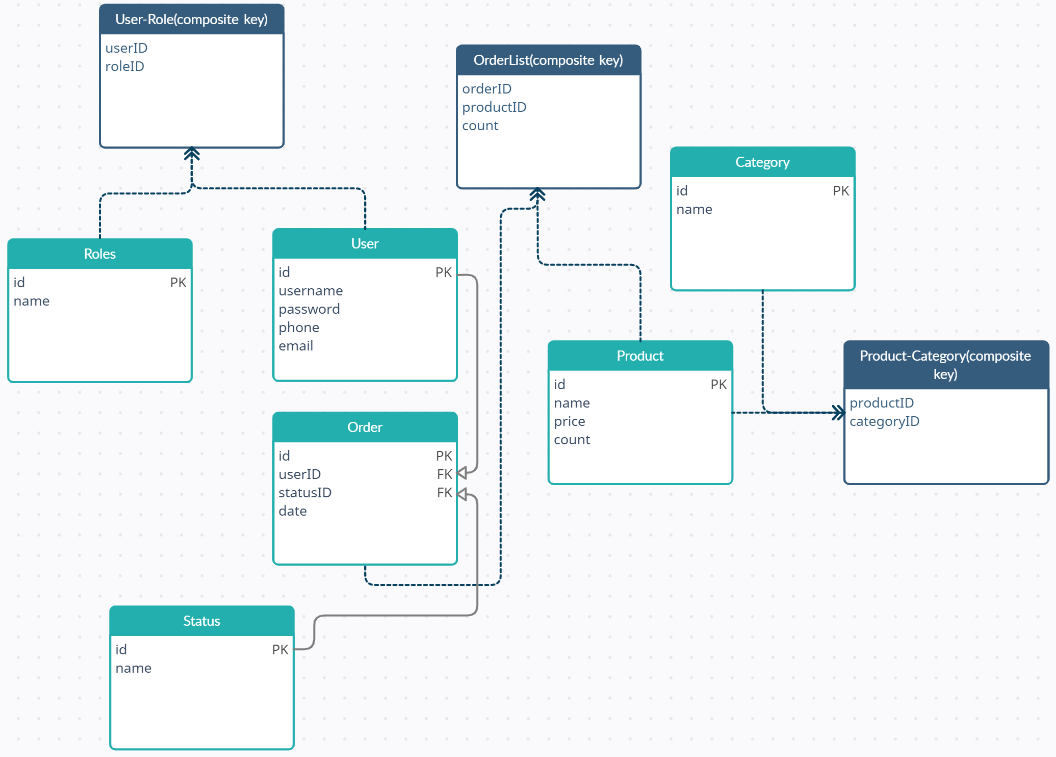 User-Role(composite key)
userID
roleID
OrderList(composite key)
orderID
productID
count
Category
id PK
name
Roles
id PK
name
User
id PK
username
password
phone
email
Product
id PK
name
price
count
Product-Category(composite
key)
productID
categoryID
Order
id PK
userID FK
statusID FK
date
Status
id PK
name